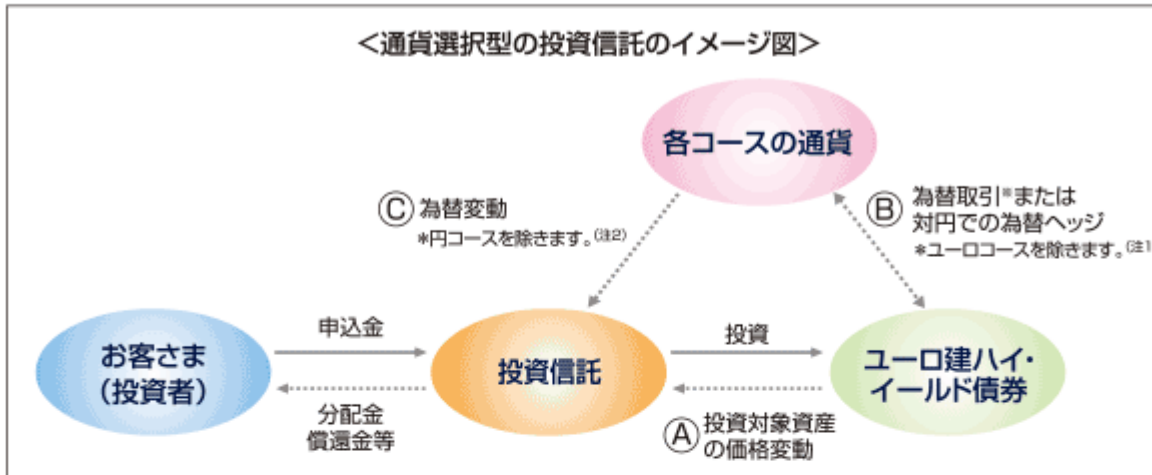 ＜通貨選択型の投資信託のイメージ図＞
各コースの通貨
Ⓒ 為替変動
＊円コースを除きます。(注2)
Ⓑ 為替取引＊または
対円での為替ヘッジ
＊ユーロコースを除きます。(注1
お客さま
（投資者）
申込金
分配金
償還金等
投資信託
投資
Ⓐ 投資対象資産
の価格変動
ユーロ建ハイ・
イールド債券